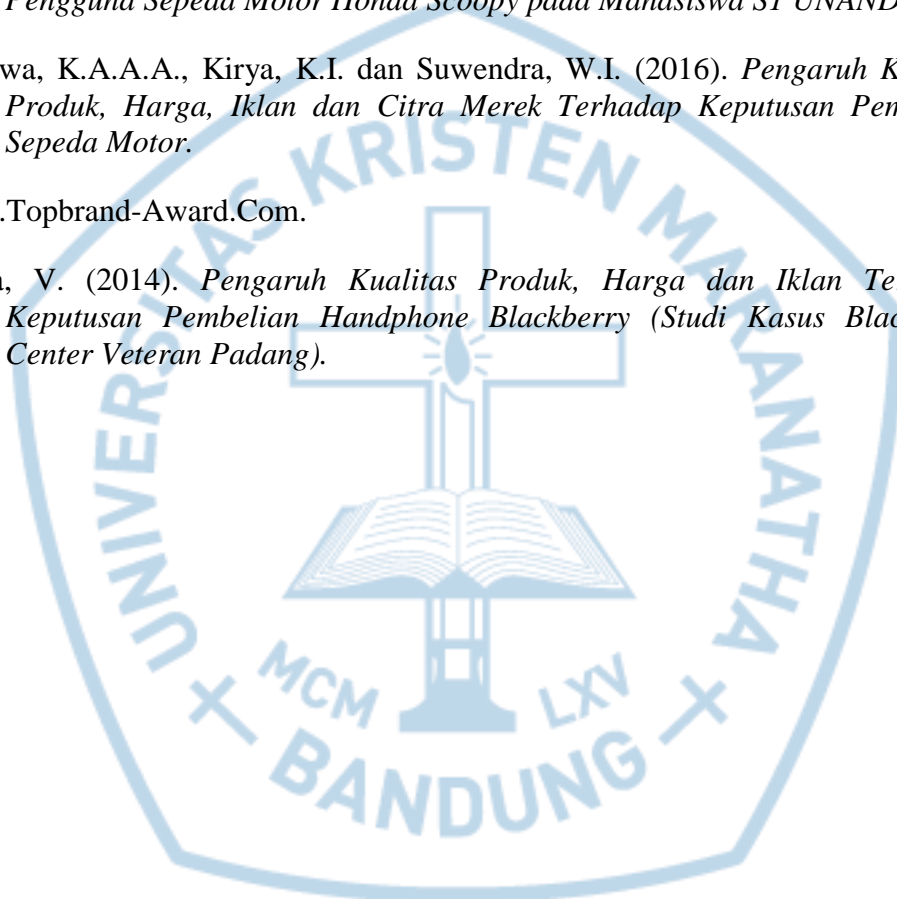 Pengguna Sepeda Motor Honda Scoopy pada Mahasiswa S1 UNAND
wa, K.A.A.A., Kirya, K.I. dan Suwendra, W.I. (2016). Pengaruh K
Produk, Harga, Iklan dan Citra Merek Terhadap Keputusan Pem
Sepeda Motor.
.Topbrand-Award.Com.
, V. (2014). Pengaruh Kualitas Produk, Harga dan Iklan Te
Keputusan Pembelian Handphone Blackberry (Studi Kasus Blac
Center Veteran Padang).
UNIVERSITAS KRISTEN MARANATHA
MCM LXV
BANDUNG